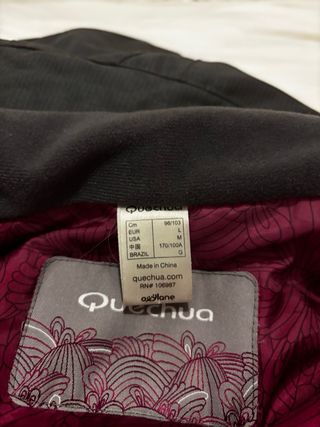 Quechua
Cm 98/103
EUR L
USA M
中国 170/100A
BRAZIL G
Made in China
quechua.com
RN# 106987
oxylane
Quechua